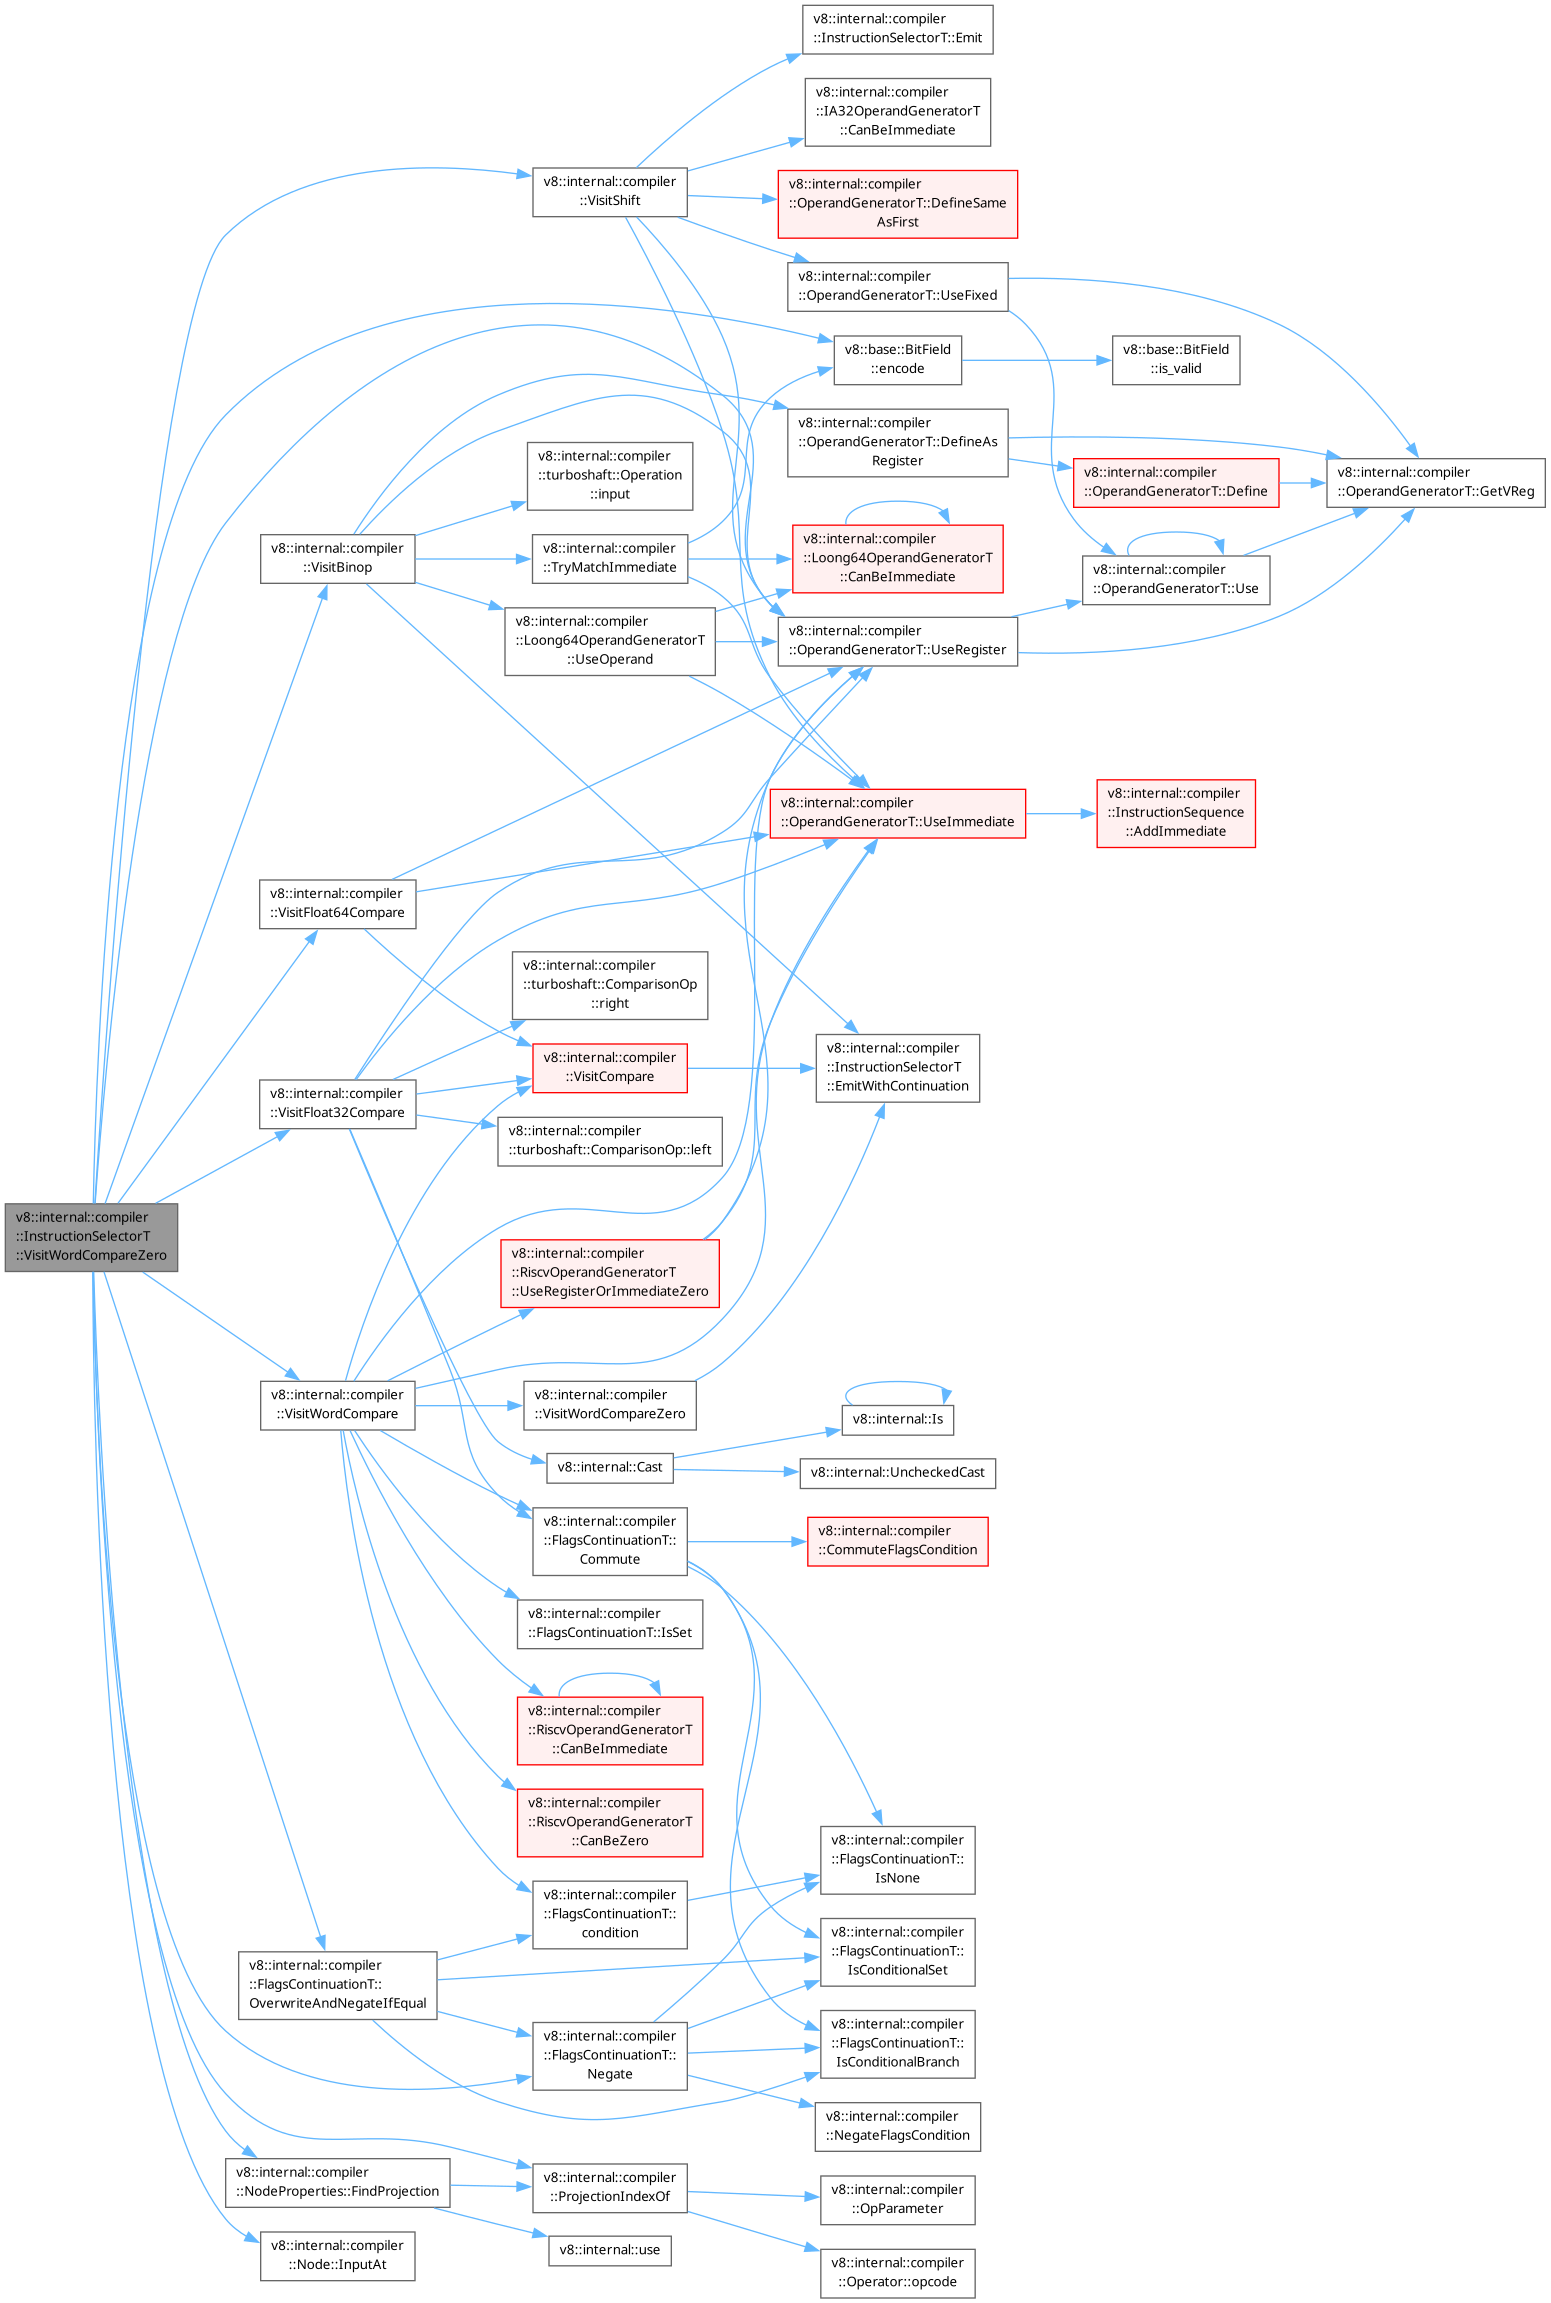 v8::internal::compiler
::InstructionSelectorT::Emit
v8::internal::compiler
::IA32OperandGeneratorT
::CanBeImmediate
v8::internal::compiler
::VisitShift
v8::internal::compiler
::OperandGeneratorT::DefineSame
AsFirst
v8::internal::compiler
::OperandGeneratorT::UseFixed
v8::base::BitField
::encode
v8::base::BitField
::is_valid
v8::internal::compiler
::OperandGeneratorT::DefineAs
Register
v8::internal::compiler
::turboshaft::Operation
::input
v8::internal::compiler
::OperandGeneratorT::Define
v8::internal::compiler
::OperandGeneratorT::GetVReg
v8::internal::compiler
::VisitBinop
v8::internal::compiler
::TryMatchImmediate
v8::internal::compiler
::Loong64OperandGeneratorT
::CanBeImmediate
v8::internal::compiler
::OperandGeneratorT::Use
v8::internal::compiler
::Loong64OperandGeneratorT
::UseOperand
v8::internal::compiler
::OperandGeneratorT::UseRegister
v8::internal::compiler
::OperandGeneratorT::UseImmediate
v8::internal::compiler
::InstructionSequence
::AddImmediate
v8::internal::compiler
::VisitFloat64Compare
v8::internal::compiler
::turboshaft::ComparisonOp
::right
v8::internal::compiler
::VisitCompare
v8::internal::compiler
::InstructionSelectorT
::EmitWithContinuation
v8::internal::compiler
::VisitFloat32Compare
v8::internal::compiler
::turboshaft::ComparisonOp::left
v8::internal::compiler
::InstructionSelectorT
::VisitWordCompareZero
v8::internal::compiler
::RiscvOperandGeneratorT
::UseRegisterOrImmediateZero
v8::internal::compiler
::VisitWordCompare
v8::internal::compiler
::VisitWordCompareZero
v8::internal::Is
v8::internal::Cast
v8::internal::UncheckedCast
v8::internal::compiler
::FlagsContinuationT::
Commute
v8::internal::compiler
::CommuteFlagsCondition
v8::internal::compiler
::FlagsContinuationT::IsSet
v8::internal::compiler
::RiscvOperandGeneratorT
::CanBeImmediate
v8::internal::compiler
::RiscvOperandGeneratorT
::CanBeZero
v8::internal::compiler
::FlagsContinuationT::
IsNone
v8::internal::compiler
::FlagsContinuationT::
condition
v8::internal::compiler
::FlagsContinuationT::
IsConditionalSet
v8::internal::compiler
::FlagsContinuationT::
OverwriteAndNegateIfEqual
v8::internal::compiler
::FlagsContinuationT::
Negate
v8::internal::compiler
::FlagsContinuationT::
IsConditionalBranch
v8::internal::compiler
::NegateFlagsCondition
v8::internal::compiler
::NodeProperties::FindProjection
v8::internal::compiler
::ProjectionIndexOf
v8::internal::compiler
::OpParameter
v8::internal::compiler
::Node::InputAt
v8::internal::use
v8::internal::compiler
::Operator::opcode